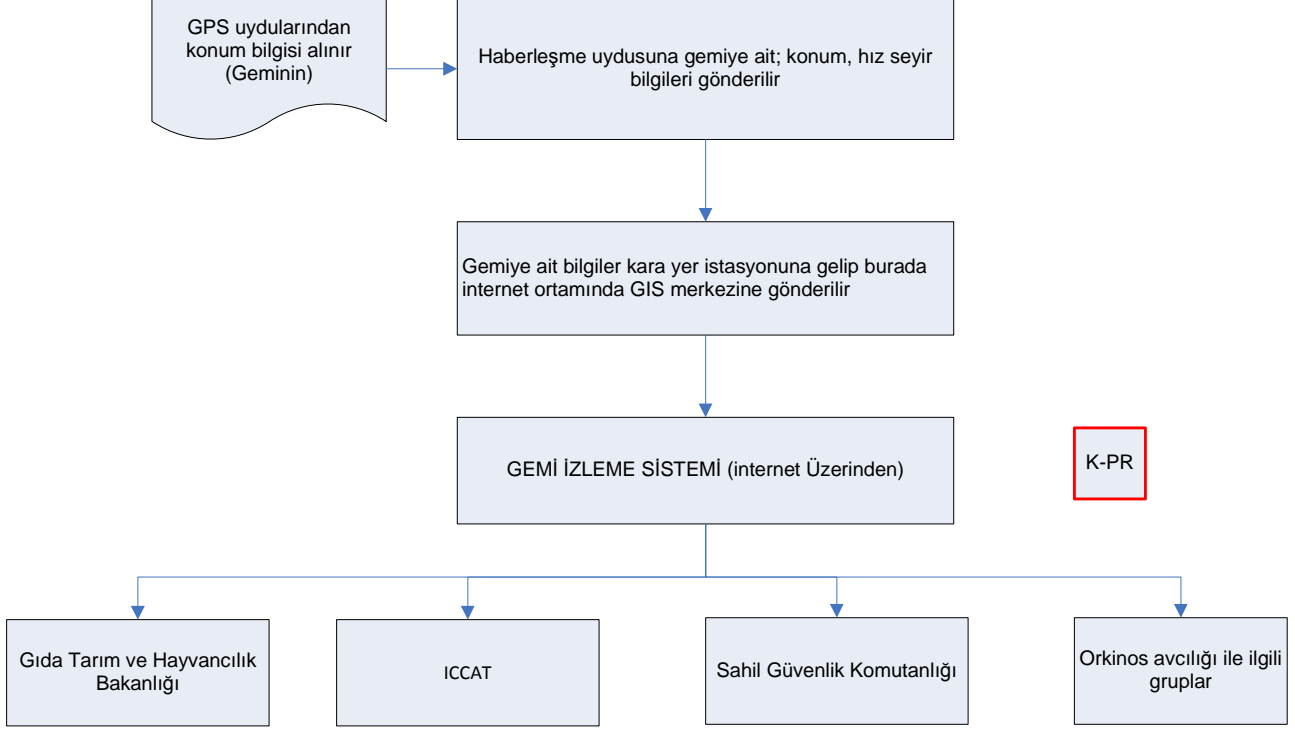 GPS uydularından
konum bilgisi alınır
(Geminin)
Haberleşme uydusuna gemiye ait; konum, hız seyir
bilgileri gönderilir
Gemiye ait bilgiler kara yer istasyonuna gelip burada
internet ortamında GIS merkezine gönderilir
GEMİ İZLEME SİSTEMİ (internet Üzerinden)
K-PR
Gıda Tarım ve Hayvancılık
Bakanlığı
ICCAT
Sahil Güvenlik Komutanlığı
Orkinos avcılığı ile ilgili
gruplar